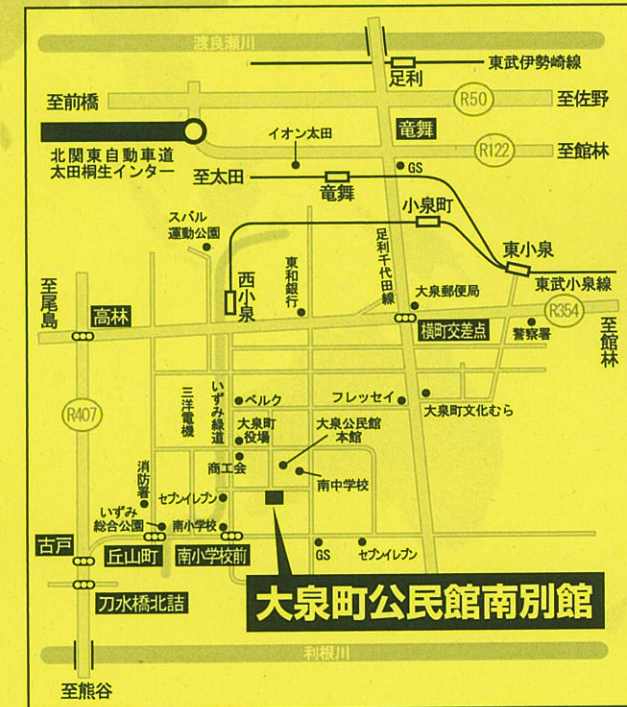 渡良瀬川
東武伊勢崎線
足利
至前橋
R50
至佐野
北関東自動車道
太田桐生インター
イオン太田
竜舞
R122
至館林
GS
至太田
竜舞
小泉町
スバル
運動公園
足利千代田線
東小泉
西小泉
東和銀行
大泉郵便局
東武小泉線
至尾島
高林
横町交差点
警察署
R354
至館林
R407
三洋電機
いずみ緑道
ベルク
フレッセイ
大泉町文化むら
大泉町
役場
大泉公民館
本館
商工会
南中学校
消防署
セブンイレブン
いずみ
総合公園
南小学校
古戸
丘山町
南小学校前
GS
セブンイレブン
刀水橋北詰
大泉町公民館南別館
利根川
至熊谷